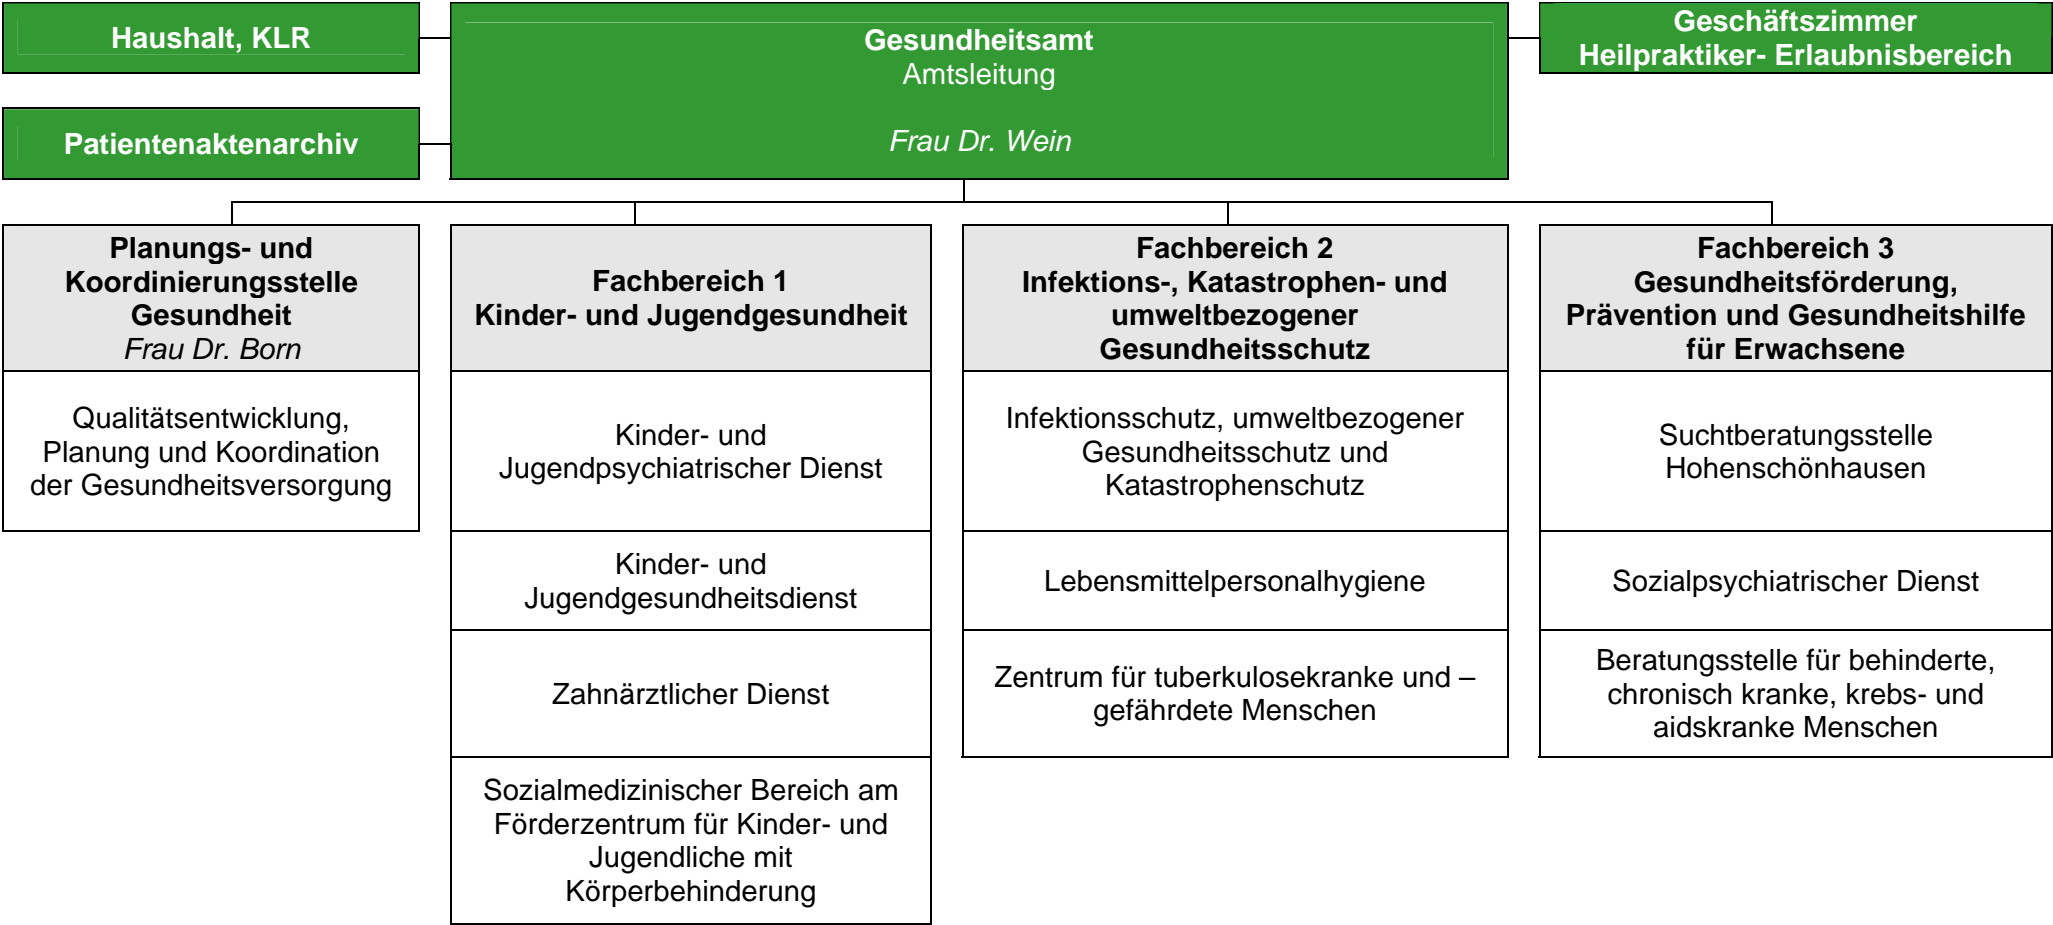 Haushalt, KLR
Gesundheitsamt
Amtsleitung
Frau Dr. Wein
Geschäftszimmer
Heilpraktiker- Erlaubnisbereich
Patientenaktenarchiv
Planungs- und
Koordinierungsstelle
Gesundheit
Frau Dr. Born
Qualitätsentwicklung,
Planung und Koordination
der Gesundheitsversorgung
Fachbereich 1
Kinder- und Jugendgesundheit
Kinder- und
Jugendpsychiatrischer Dienst
Kinder- und
Jugendgesundheitsdienst
Zahnärztlicher Dienst
Sozialmedizinischer Bereich am
Förderzentrum für Kinder- und
Jugendliche mit
Körperbehinderung
Fachbereich 2
Infektions-, Katastrophen- und
umweltbezogener
Gesundheitsschutz
Infektionsschutz, umweltbezogener
Gesundheitsschutz und
Katastrophenschutz
Lebensmittelpersonalhygiene
Zentrum für tuberkulosekranke und –
gefährdete Menschen
Fachbereich 3
Gesundheitsförderung,
Prävention und Gesundheitshilfe
für Erwachsene
Suchtberatungsstelle
Hohenschönhausen
Sozialpsychiatrischer Dienst
Beratungsstelle für behinderte,
chronisch kranke, krebs- und
aidskranke Menschen